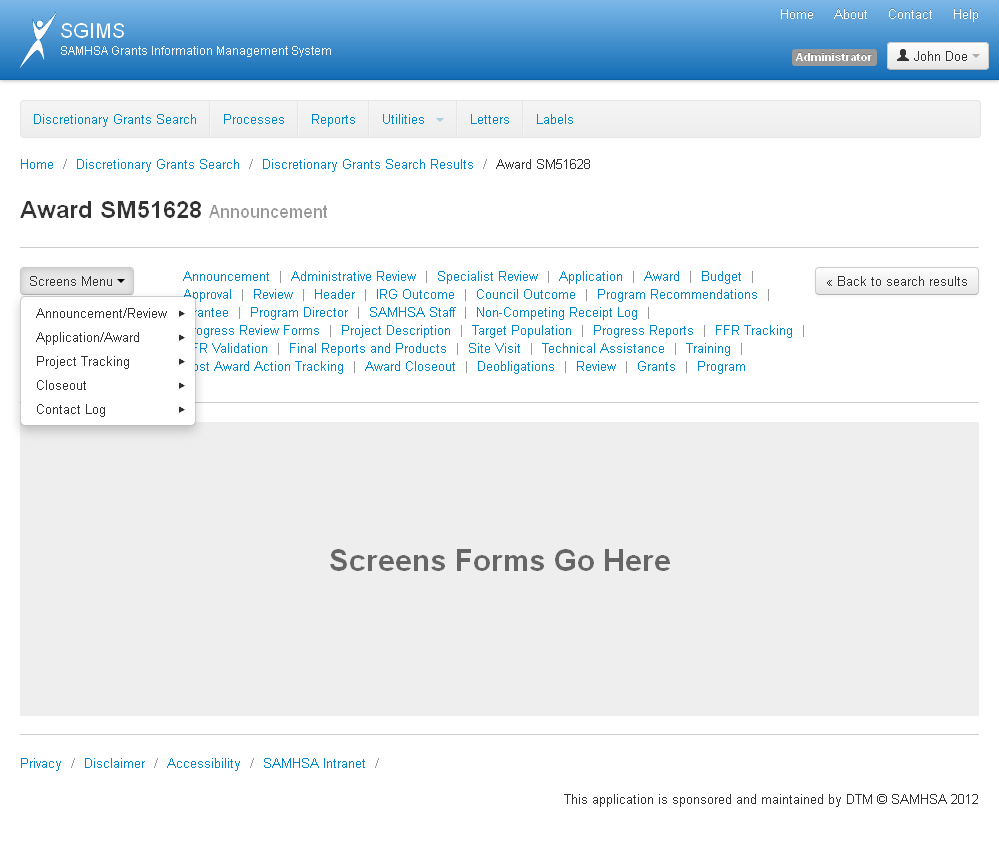 Home About Contact Help
SGIMS
SAMHSA Grants Information Management System
Administrator John Doe
Discretionary Grants Search Processes Reports Utilities Letters Labels
Home / Discretionary Grants Search / Discretionary Grants Search Results / Award SM51628
Award SM51628 Announcement
Screens Menu
Announcement/Review
Application/Award
Project Tracking
Closeout
Contact Log
Announcement | Administrative Review | Specialist Review | Application | Award | Budget |
Approval | Review | Header | IRG Outcome | Council Outcome | Program Recommendations |
rantee | Program Director | SAMHSA Staff | Non-Competing Receipt Log |
rogress Review Forms | Project Description | Target Population | Progress Reports | FFR Tracking |
FR Validation | Final Reports and Products | Site Visit | Technical Assistance | Training |
ost Award Action Tracking | Award Closeout | Deobligations | Review | Grants | Program
« Back to search results
Screens Forms Go Here
Privacy / Disclaimer / Accessibility / SAMHSA Intranet /
This application is sponsored and maintained by DTM © SAMHSA 2012